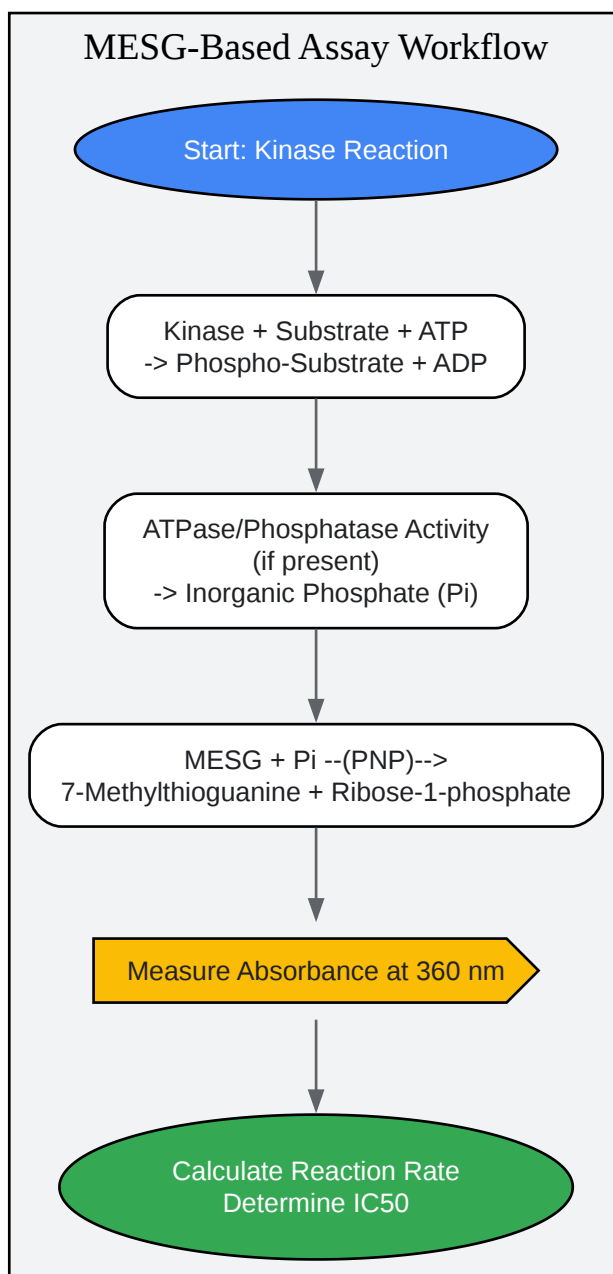 MESG-Based Assay Workflow
Start: Kinase Reaction
Kinase + Substrate + ATP
-> Phospho-Substrate + ADP
ATPase/Phosphatase Activity
(if present)
-> Inorganic Phosphate (Pi)
MESG + Pi --(PNP)-->
7-Methylthioguanine + Ribose-1-phosphate
Measure Absorbance at 360 nm
Calculate Reaction Rate
Determine IC50